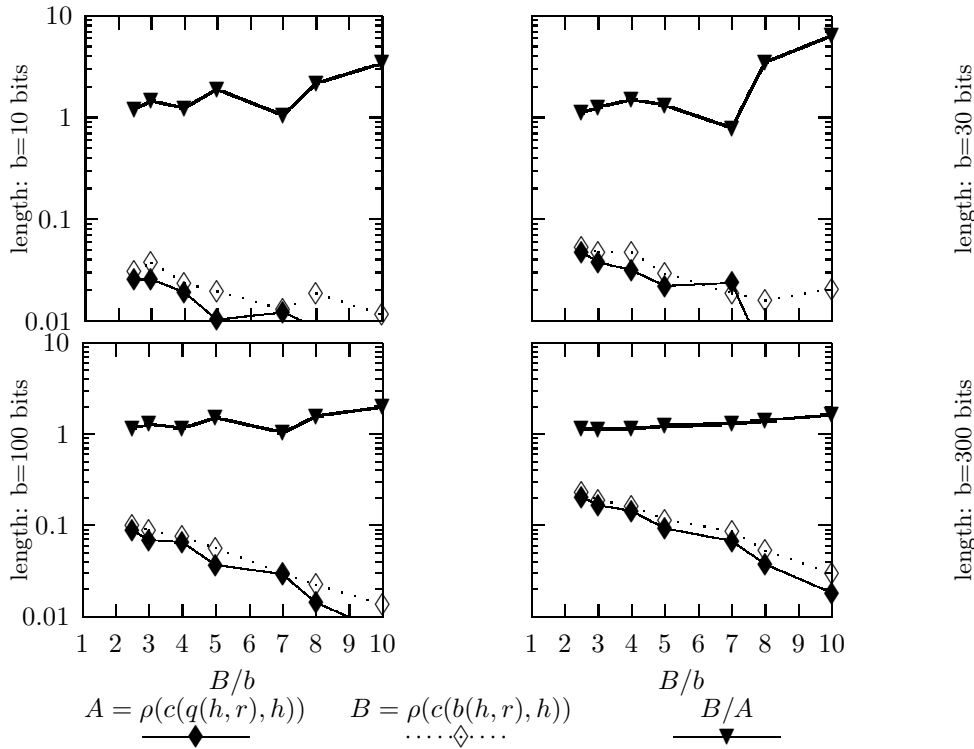 10
1
0.1
0.01
length: b=10 bits
length: b=30 bits
10
1
0.1
0.01
length: b=100 bits
length: b=300 bits
1 2 3 4 5 6 7 8 9 10
1 2 3 4 5 6 7 8 9 10
B/b
B/b
A = ρ(c(q(h, r), h))
B = ρ(c(b(h, r), h))
B/A